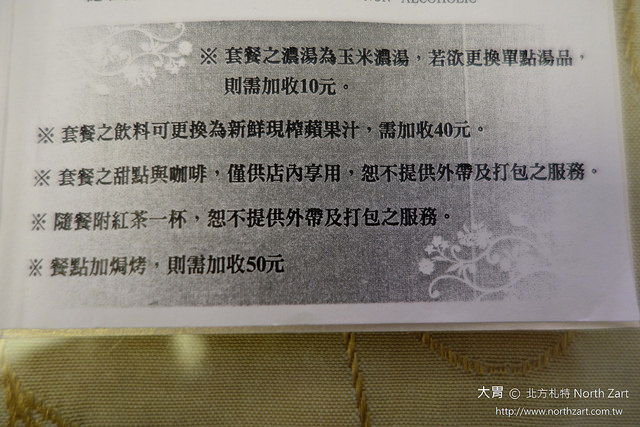 NON - ALCOHOLIC
※ 套餐之濃湯為玉米濃湯，若欲更換單點湯品，
則需加收10元。
※ 套餐之飲料可更換為新鮮現榨蘋果汁，需加收40元。
※ 套餐之甜點與咖啡，僅供店內享用，恕不提供外帶及打包之服務。
※ 隨餐附紅茶一杯，恕不提供外帶及打包之服務。
※ 餐點加焗烤，則需加收50元
大胃 © 北方札特 North Zart
http://www.northzart.com.tw